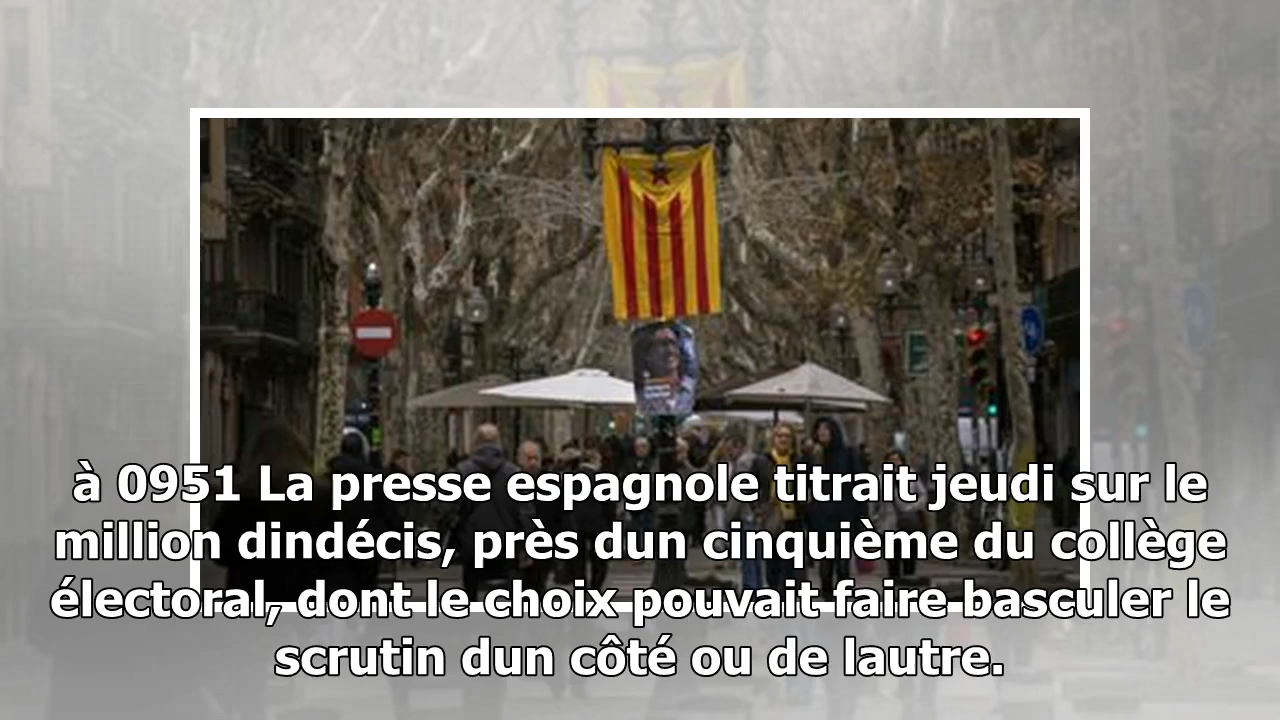 à 0951 La presse espagnole titrait jeudi sur le
million dindécis, près dun cinquième du collège
électoral, dont le choix pouvait faire basculer le
scrutin dun côté ou de lautre.